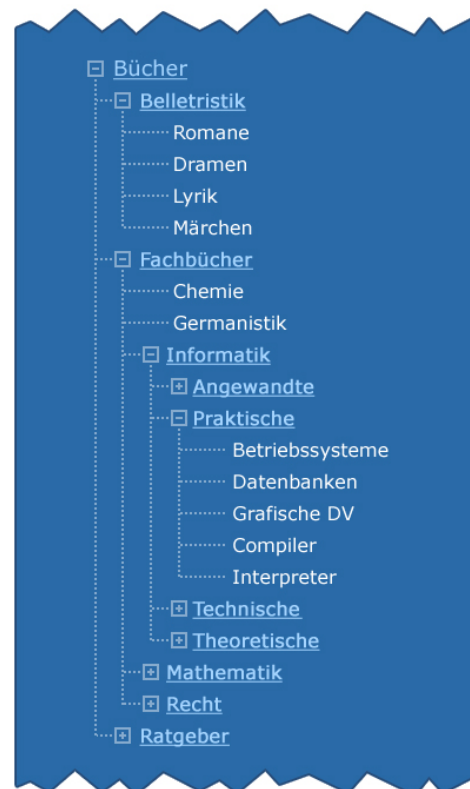 Bücher
Belletristik
Romane
Dramen
Lyrik
Märchen
Fachbücher
Chemie
Germanistik
Informatik
Angewandte
Praktische
Betriebssysteme
Datenbanken
Grafische DV
Compiler
Interpreter
Technische
Theoretische
Mathematik
Recht
Ratgeber